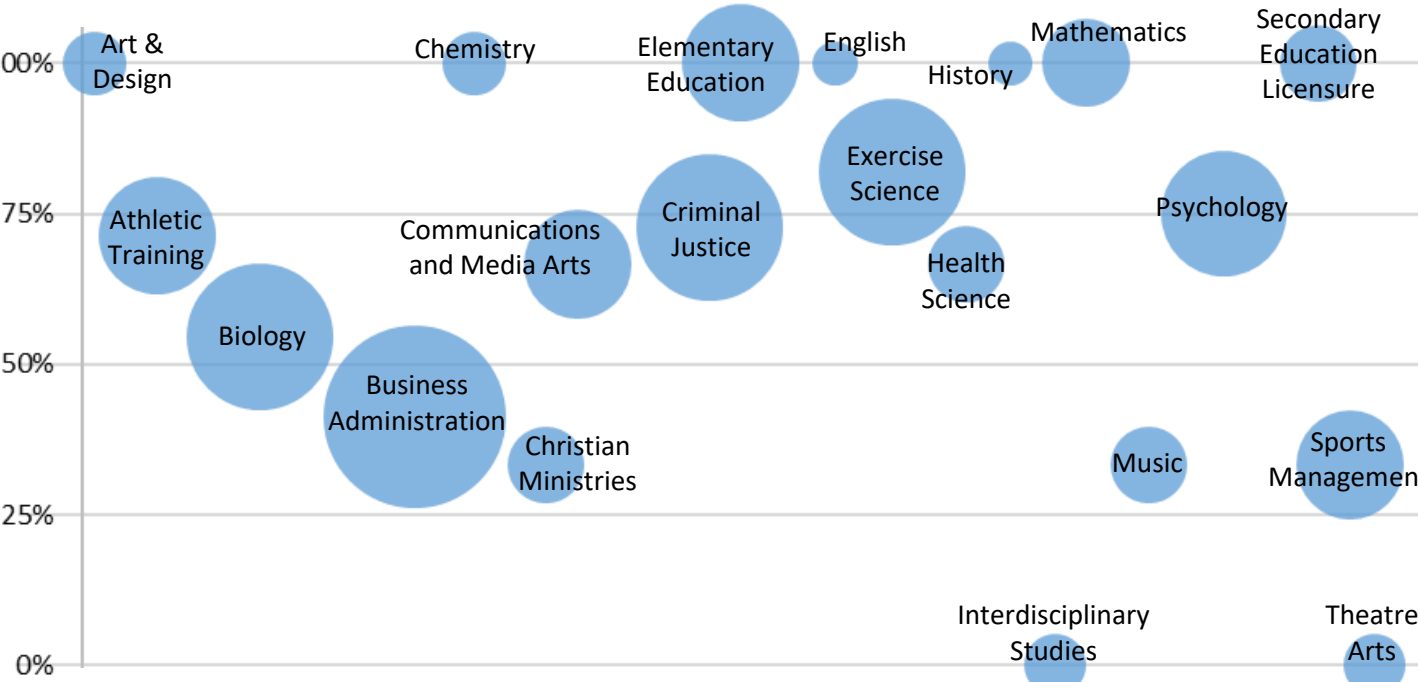 Art &
Design
Chemistry
Elementary
Education
English
History
Mathematics
Secondary
Education
Licensure
00%
Exercise
Science
Criminal
Justice
Psychology
75%
Athletic
Training
Communications
and Media Arts
Health
Science
Biology
50%
Business
Administration
Christian
Ministries
Music
Sports
Managemen
25%
Interdisciplinary
Studies
Theatre
Arts
0%